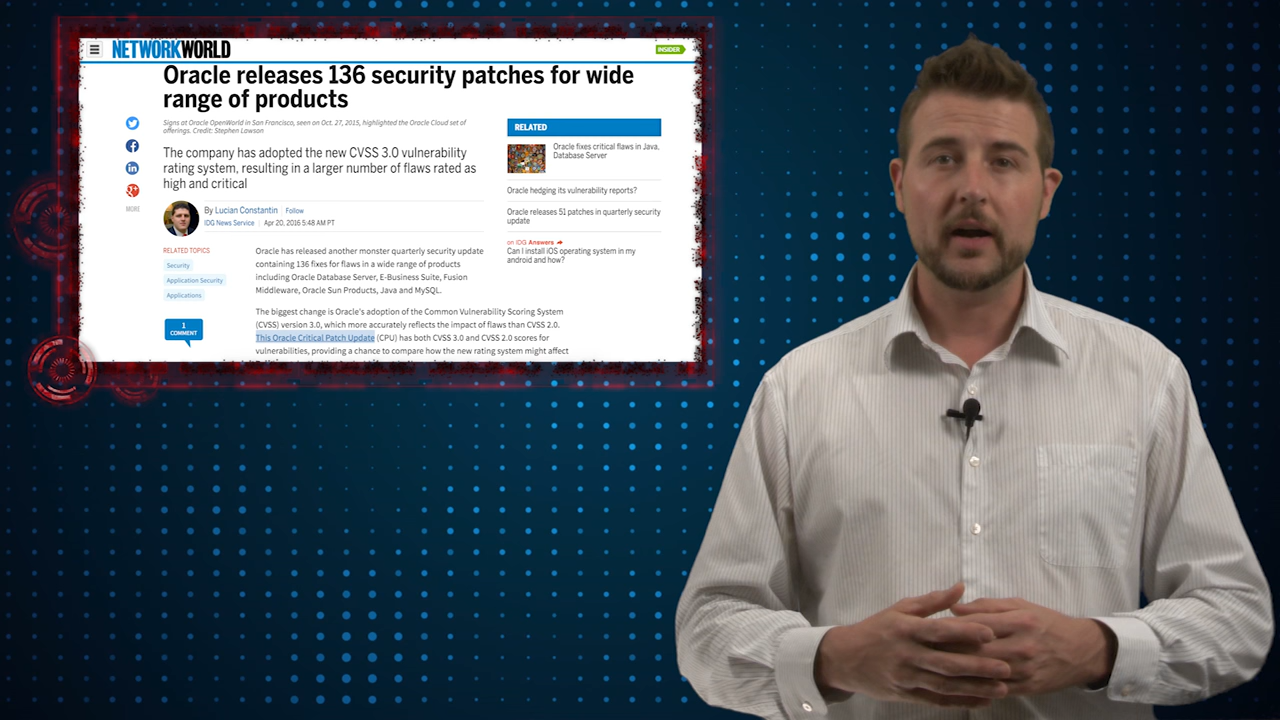 NETWORKWORLD
INSIDER
Oracle releases 136 security patches for wide
range of products
Signs at Oracle OpenWorld in San Francisco, seen on Oct. 27, 2015, highlighted the Oracle Cloud set of
offerings. Credit: Stephen Lawson
The company has adopted the new CVSS 3.0 vulnerability
rating system, resulting in a larger number of flaws rated as
high and critical
MORE
By Lucian Constantin Follow
IDG News Service | Apr 20, 2016 5:48 AM PT
RELATED TOPICS
Security
Application Security
Applications
1
COMMENT
Oracle has released another monster quarterly security update
containing 136 fixes for flaws in a wide range of products
including Oracle Database Server, E-Business Suite, Fusion
Middleware, Oracle Sun Products, Java and MySQL.
The biggest change is Oracle's adoption of the Common Vulnerability Scoring System
(CVSS) version 3.0, which more accurately reflects the impact of flaws than CVSS 2.0.
This Oracle Critical Patch Update (CPU) has both CVSS 3.0 and CVSS 2.0 scores for
vulnerabilities, providing a chance to compare how the new rating system might affect
RELATED
Oracle fixes critical flaws in Java,
Database Server
Oracle hedging its vulnerability reports?
Oracle releases 51 patches in quarterly security
update
on IDG Answers
Can I install iOS operating system in my
android and how?